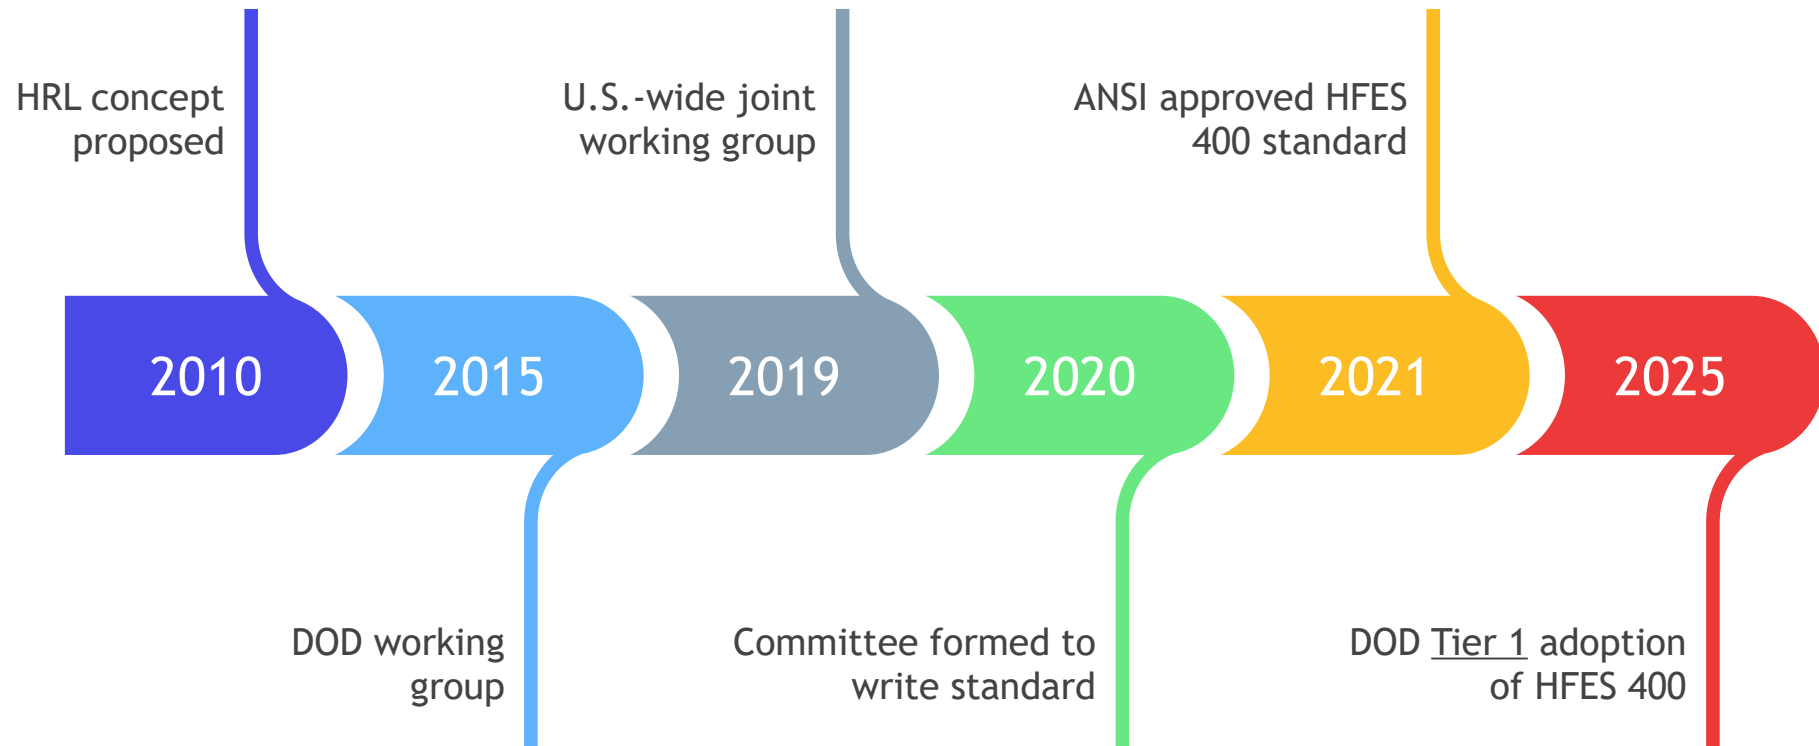 HRL concept
proposed
U.S.-wide joint
working group
ANSI approved HFES
400 standard
2010
2015
2019
2020
2021
2025
DOD working
group
Committee formed to
write standard
DOD Tier 1 adoption
of HFES 400